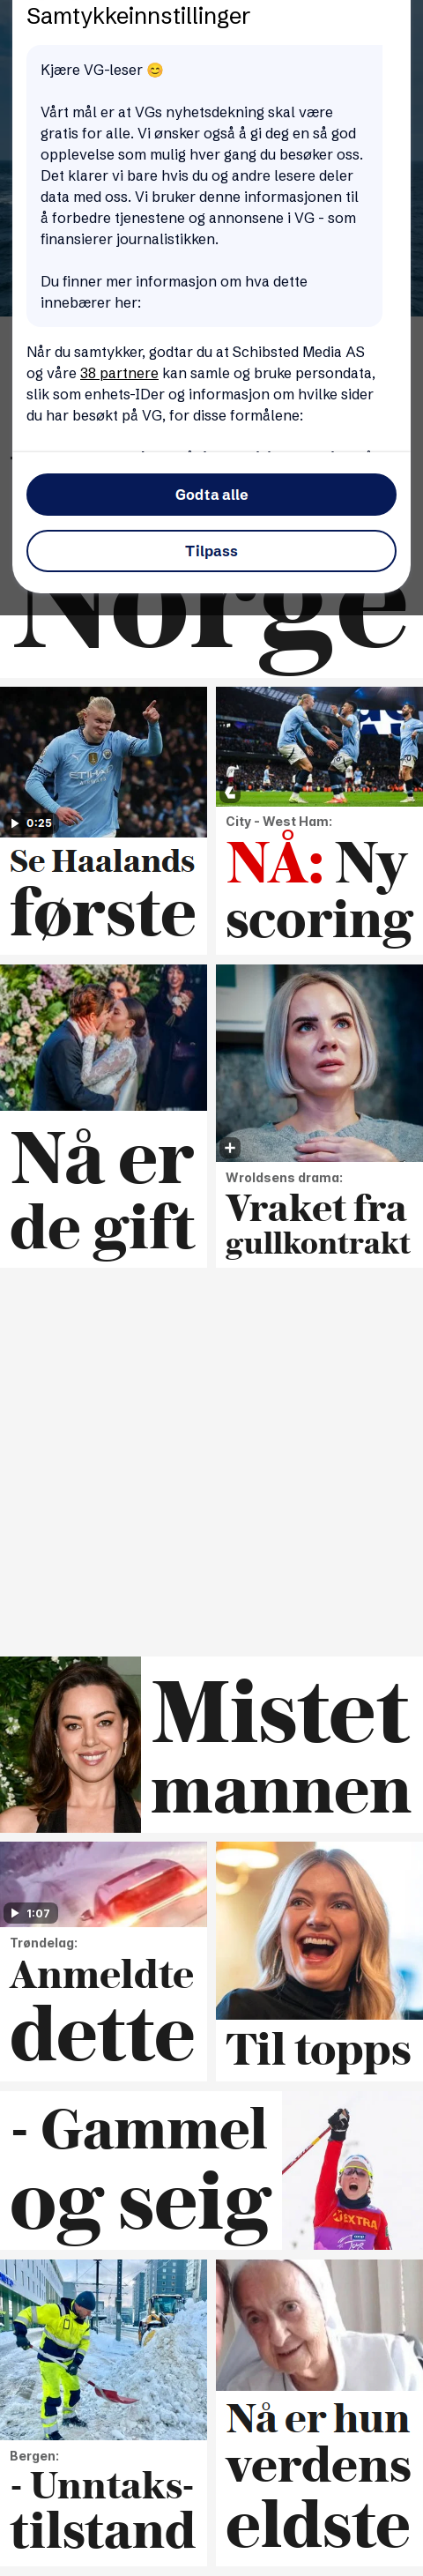 Samtykkeinnstillinger
Kjære VG-leser 😊
Vårt mål er at VGs nyhetsdekning skal være
gratis for alle. Vi ønsker også å gi deg en så god
opplevelse som mulig hver gang du besøker oss.
Det klarer vi bare hvis du og andre lesere deler
data med oss. Vi bruker denne informasjonen til
å forbedre tjenestene og annonsene i VG - som
finansierer journalistikken.
Du finner mer informasjon om hva dette
innebærer her:
Når du samtykker, godtar du at Schibsted Media AS
og våre 38 partnere kan samle og bruke persondata,
slik som enhets-IDer og informasjon om hvilke sider
du har besøkt på VG, for disse formålene:
Godta alle
Tilpass
Norge
0:25
Se Haalands
første
City - West Ham:
NÅ: Ny
scoring
Nå er
de gift
Wroldsens drama:
Vraket fra
gullkontrakt
Mistet
mannen
1:07
Trøndelag:
Anmeldte
dette
Til topps
- Gammel
og seig
EXTRA
Bergen:
- Unntaks-
tilstand
Nå er hun
verdens
eldste